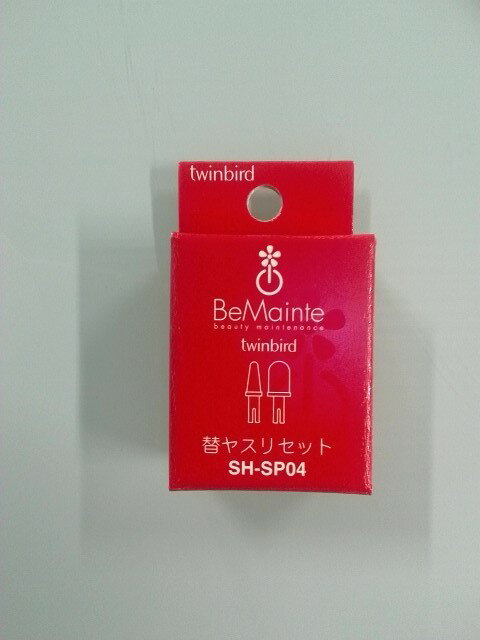 twinbird
BeMainte
beauty maintenance
twinbird
替ヤスリセット
SH-SP04